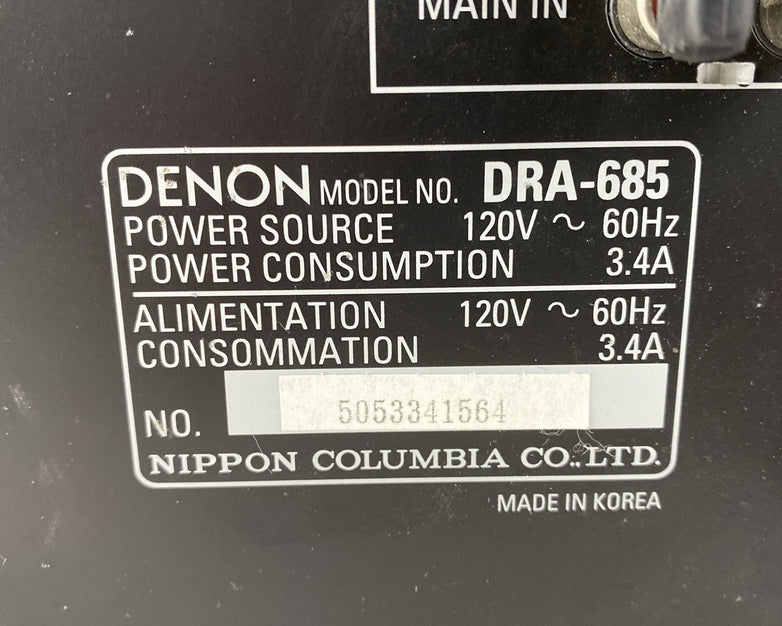 MAIN IN
DENON MODEL NO. DRA-685
POWER SOURCE 120V ~ 60Hz
POWER CONSUMPTION 3.4A
ALIMENTATION 120V ~ 60Hz
CONSOMMATION 3.4A
NO. 5053341564
NIPPON COLUMBIA CO., LTD.
MADE IN KOREA